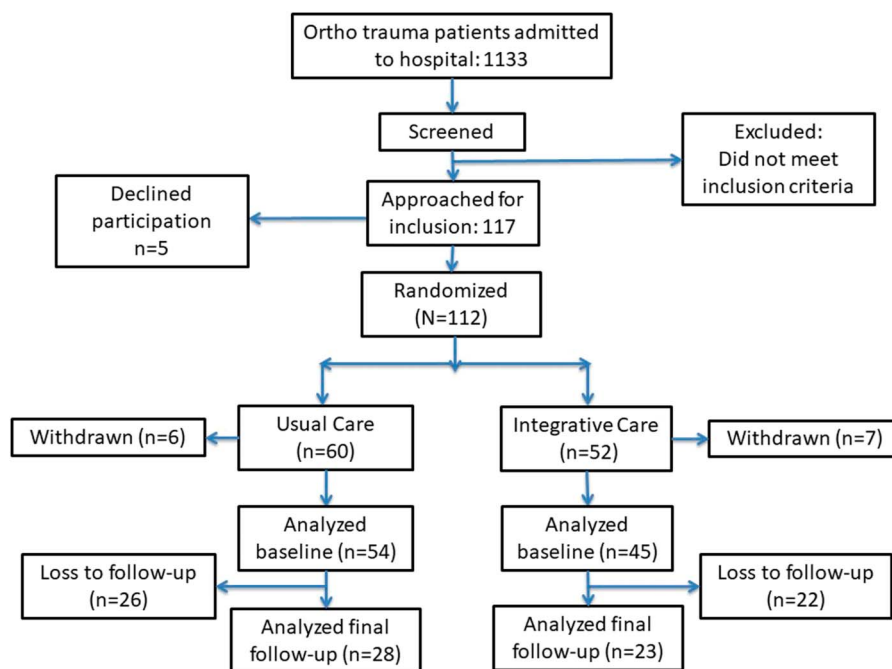 Ortho trauma patients admitted
to hospital: 1133
Screened
Excluded:
Did not meet
inclusion criteria
Declined
participation
n=5
Approached for
inclusion: 117
Randomized
(N=112)
Withdrawn (n=6)
Usual Care
(n=60)
Integrative Care
(n=52)
Withdrawn (n=7)
Analyzed
baseline (n=54)
Analyzed
baseline (n=45)
Loss to follow-up
(n=26)
Loss to follow-up
(n=22)
Analyzed final
follow-up (n=28)
Analyzed final
follow-up (n=23)